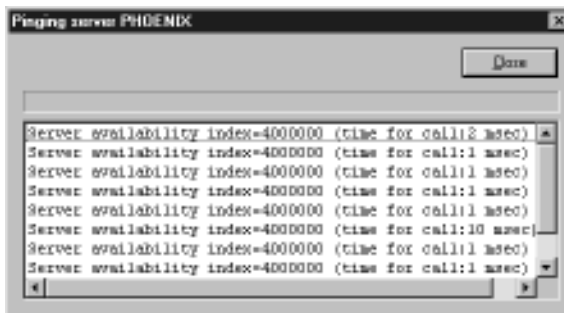 Pinging server PHOENIX
Close
Server availability index=4000000 (time for call:2 msec)
Server availability index=4000000 (time for call:1 msec)
Server availability index=4000000 (time for call:1 msec)
Server availability index=4000000 (time for call:1 msec)
Server availability index=4000000 (time for call:1 msec)
Server availability index=4000000 (time for call:10 msec)
Server availability index=4000000 (time for call:1 msec)
Server availability index=4000000 (time for call:1 msec)